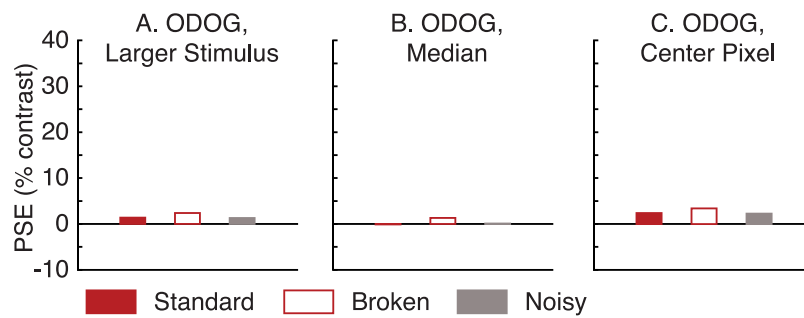 A. ODOG,
Larger Stimulus
B. ODOG,
Median
C. ODOG,
Center Pixel
PSE (% contrast)
40
30
20
10
0
-10
Standard
Broken
Noisy